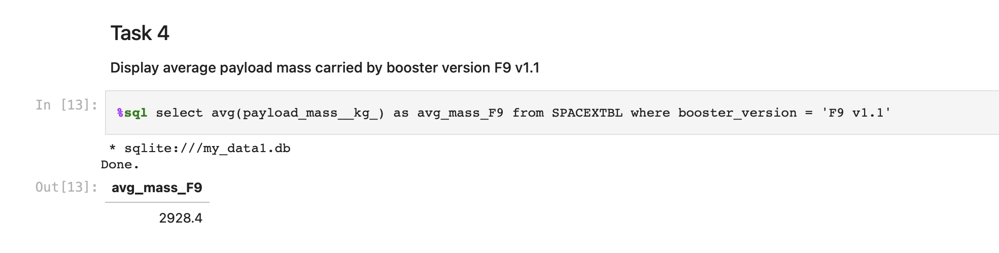 Task 4
Display average payload mass carried by booster version F9 v1.1
In [13]: %sql select avg(payload_mass__kg_) as avg_mass_F9 from SPACEXTBL where booster_version = 'F9 v1.1'
* sqlite:///my_data1.db
Done.
Out[13]: avg_mass_F9
2928.4